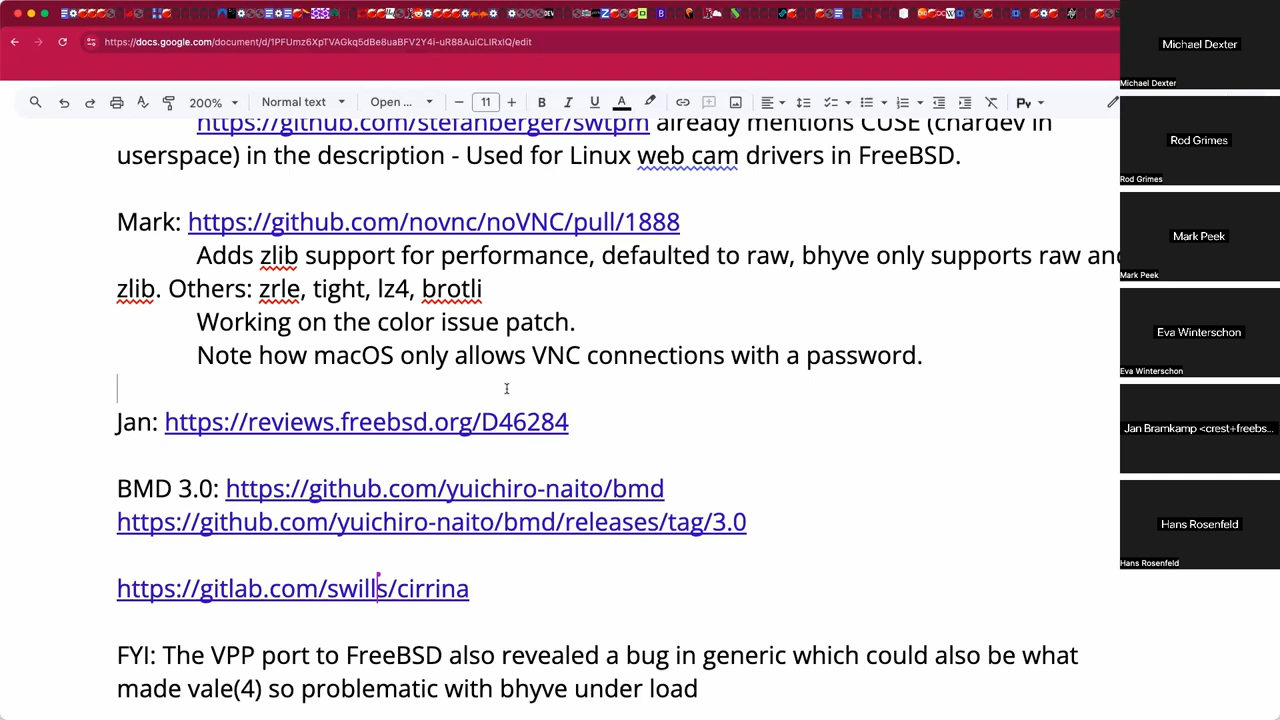 https://docs.google.com/document/d/1PFUmz6XpTVAGkq5dBe8uaBFV2Y4i-uR88AuiCLIRxIQ/edit
200%
Normal text
Open ...
11
https://github.com/stefanberger/swtpm already mentions CUSE (chardev in
userspace) in the description - Used for Linux web cam drivers in FreeBSD.
Mark: https://github.com/novnc/noVNC/pull/1888
Adds zlib support for performance, defaulted to raw, bhyve only supports raw and
zlib. Others: zrle, tight, lz4, brotli
Working on the color issue patch.
Note how macOS only allows VNC connections with a password.
Jan: https://reviews.freebsd.org/D46284
BMD 3.0: https://github.com/yuichiro-naito/bmd
https://github.com/yuichiro-naito/bmd/releases/tag/3.0
https://gitlab.com/swills/cirrina
FYI: The VPP port to FreeBSD also revealed a bug in generic which could also be what
made vale(4) so problematic with bhyve under load
Michael Dexter
Michael Dexter
Rod Grimes
Rod Grimes
Mark Peek
Mark Peek
Eva Winterschon
Eva Winterschon
Jan Bramkamp <crest+freebs...
Hans Rosenfeld
Hans Rosenfeld